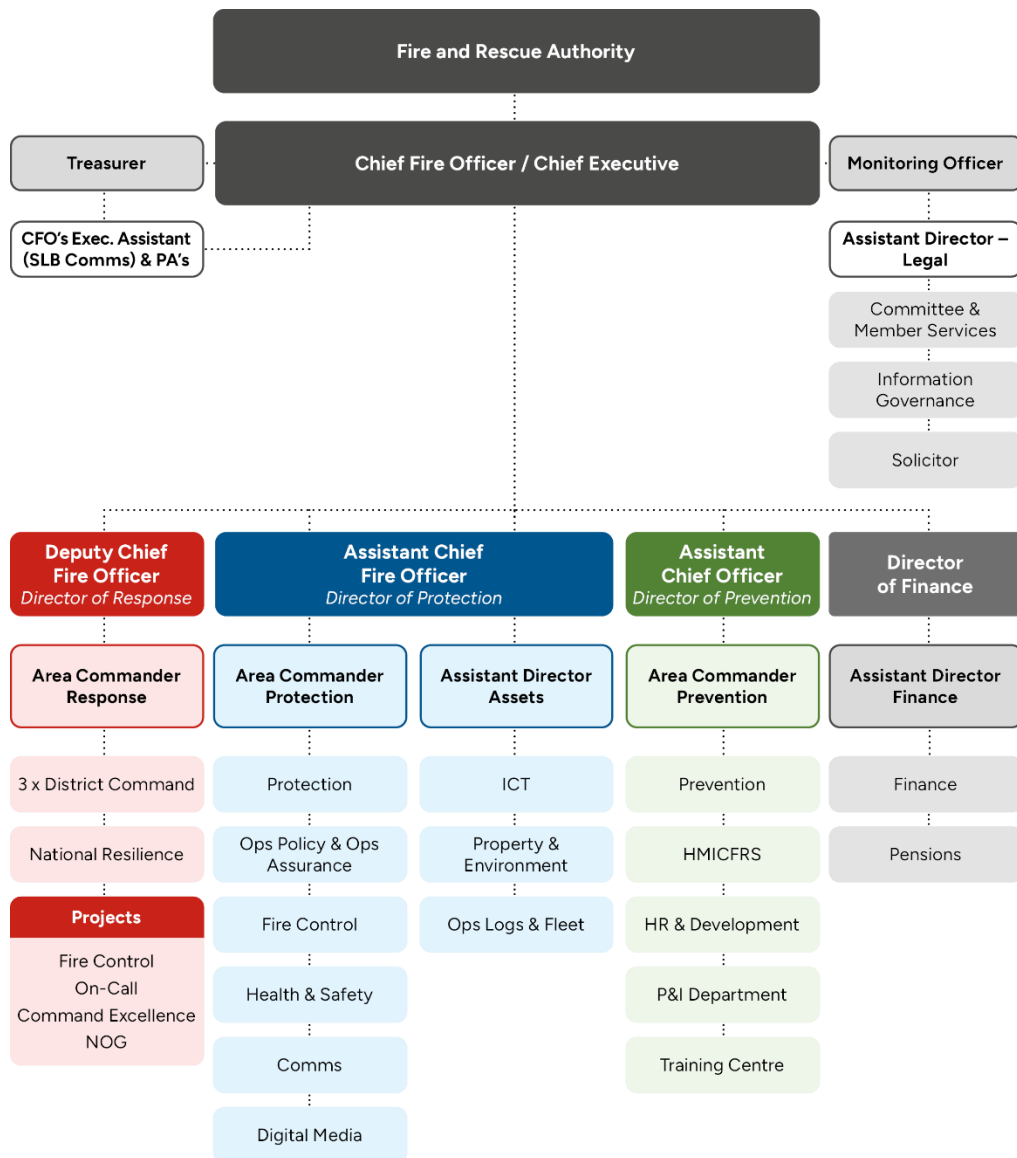 Fire and Rescue Authority
Treasurer
Chief Fire Officer / Chief Executive
Monitoring Officer
CFO’s Exec. Assistant
(SLB Comms) & PA’s
Assistant Director –
Legal
Committee &
Member Services
Information
Governance
Solicitor
Deputy Chief
Fire Officer
Director of Response
Assistant Chief
Fire Officer
Director of Protection
Assistant
Chief Officer
Director of Prevention
Director
of Finance
Area Commander
Response
Area Commander
Protection
Assistant Director
Assets
Area Commander
Prevention
Assistant Director
Finance
3 x District Command
Protection
ICT
Prevention
Finance
National Resilience
Ops Policy & Ops
Assurance
Property &
Environment
HMICFRS
Pensions
Projects
Fire Control
On-Call
Command Excellence
NOG
Fire Control
Ops Logs & Fleet
HR & Development
Health & Safety
P&I Department
Comms
Training Centre
Digital Media